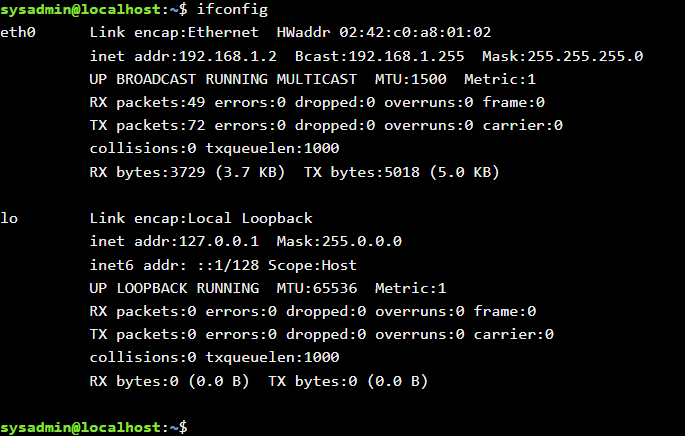 sysadmin@localhost:~$ ifconfig
eth0      Link encap:Ethernet  HWaddr 02:42:c0:a8:01:02
          inet addr:192.168.1.2  Bcast:192.168.1.255  Mask:255.255.255.0
          UP BROADCAST RUNNING MULTICAST  MTU:1500  Metric:1
          RX packets:49 errors:0 dropped:0 overruns:0 frame:0
          TX packets:72 errors:0 dropped:0 overruns:0 carrier:0
          collisions:0 txqueuelen:1000
          RX bytes:3729 (3.7 KB)  TX bytes:5018 (5.0 KB)

lo        Link encap:Local Loopback
          inet addr:127.0.0.1  Mask:255.0.0.0
          inet6 addr: ::1/128 Scope:Host
          UP LOOPBACK RUNNING  MTU:65536  Metric:1
          RX packets:0 errors:0 dropped:0 overruns:0 frame:0
          TX packets:0 errors:0 dropped:0 overruns:0 carrier:0
          collisions:0 txqueuelen:1000
          RX bytes:0 (0.0 B)  TX bytes:0 (0.0 B)

sysadmin@localhost:~$